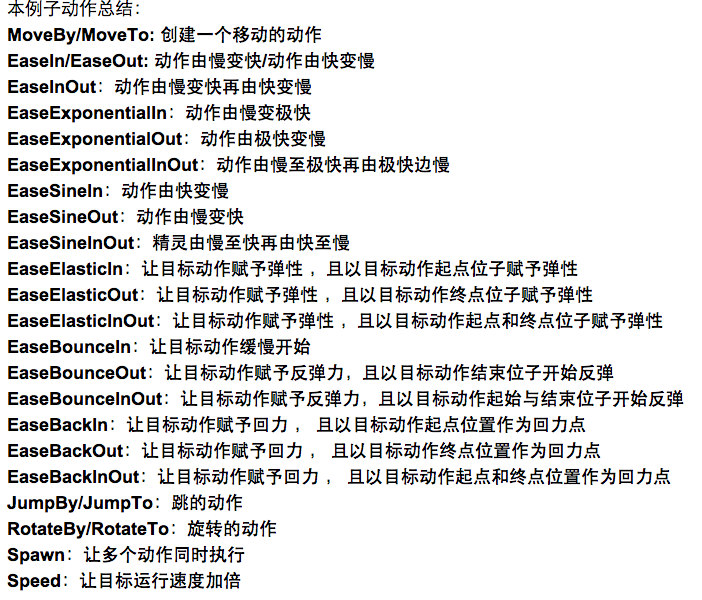 本例子动作总结：
MoveBy/MoveTo: 创建一个移动的动作
EaseIn/EaseOut: 动作由慢变快/动作由快变慢
EaseInOut：动作由慢变快再由快变慢
EaseExponentialIn：动作由慢变极快
EaseExponentialOut：动作由极快变慢
EaseExponentialInOut：动作由慢至极快再由极快边慢
EaseSineIn：动作由快变慢
EaseSineOut：动作由慢变快
EaseSineInOut：精灵由慢至快再由快至慢
EaseElasticIn：让目标动作赋予弹性 ，且以目标动作起点位子赋予弹性
EaseElasticOut：让目标动作赋予弹性 ，且以目标动作终点位子赋予弹性
EaseElasticInOut：让目标动作赋予弹性 ，且以目标动作起点和终点位子赋予弹性
EaseBounceIn：让目标动作缓慢开始
EaseBounceOut：让目标动作赋予反弹力，且以目标动作结束位子开始反弹
EaseBounceInOut：让目标动作赋予反弹力，且以目标动作起始与结束位子开始反弹
EaseBackIn：让目标动作赋予回力 ， 且以目标动作起点位置作为回力点
EaseBackOut：让目标动作赋予回力 ， 且以目标动作终点位置作为回力点
EaseBackInOut：让目标动作赋予回力 ， 且以目标动作起点和终点位置作为回力点
JumpBy/JumpTo：跳的动作
RotateBy/RotateTo：旋转的动作
Spawn：让多个动作同时执行
Speed：让目标运行速度加倍